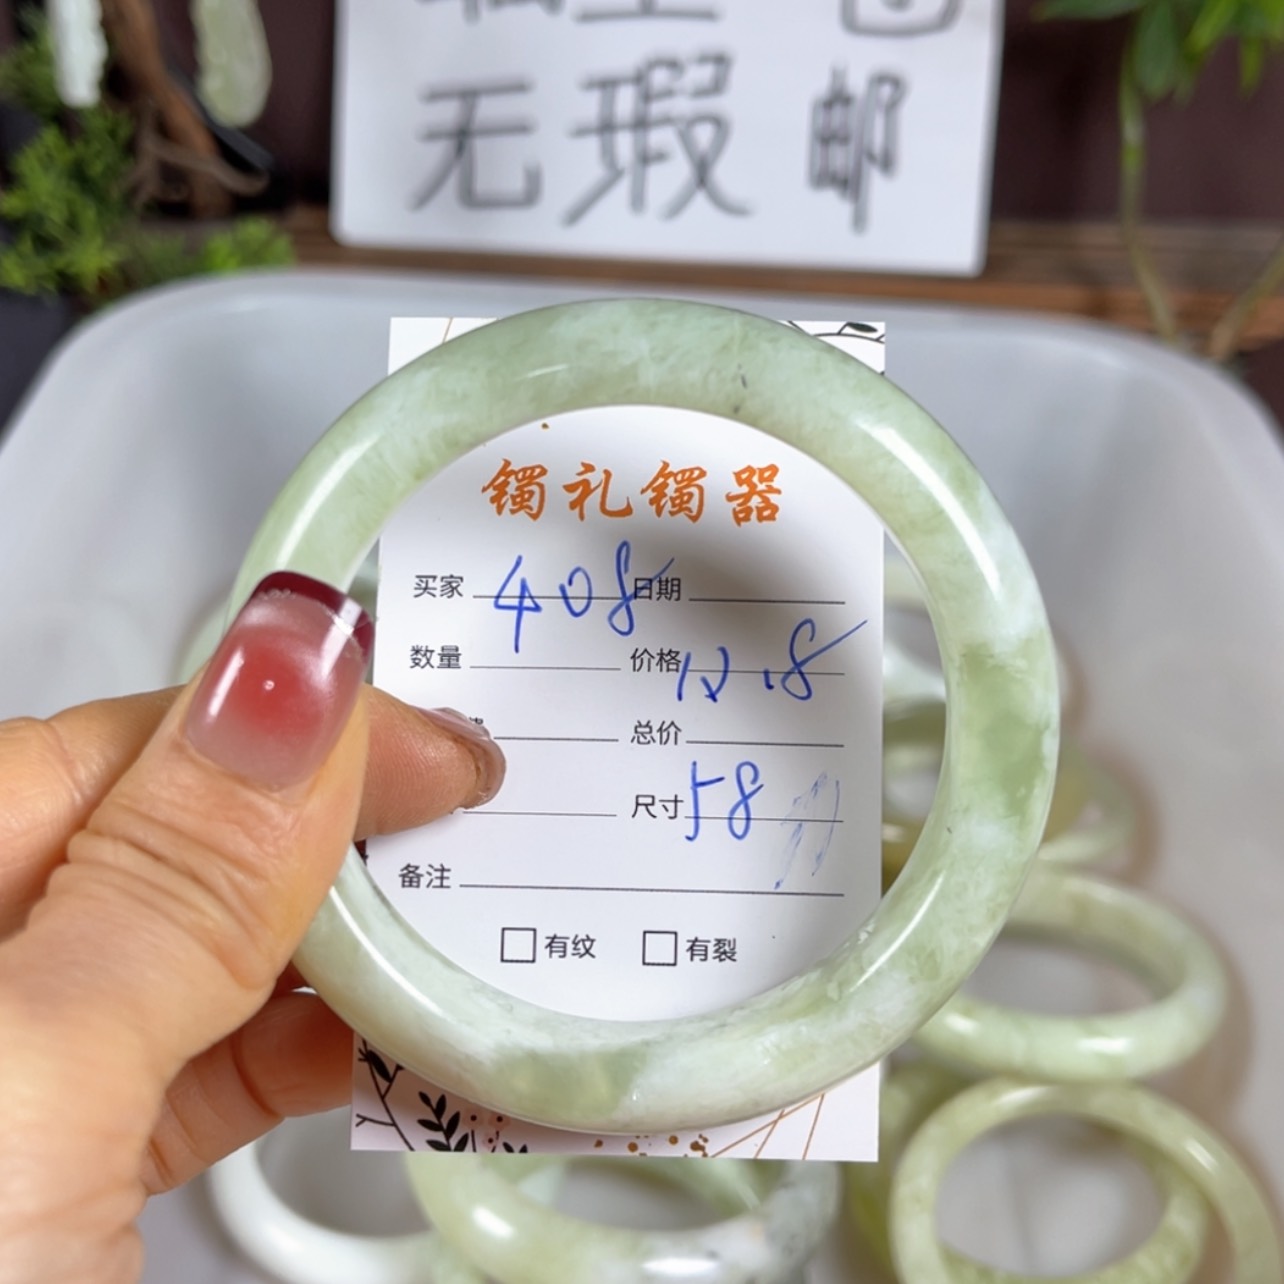 无瑕 邮
镯礼镯器
买家 408 日期
数量 价格 12.8
总价
尺寸 58
备注
有纹 有裂